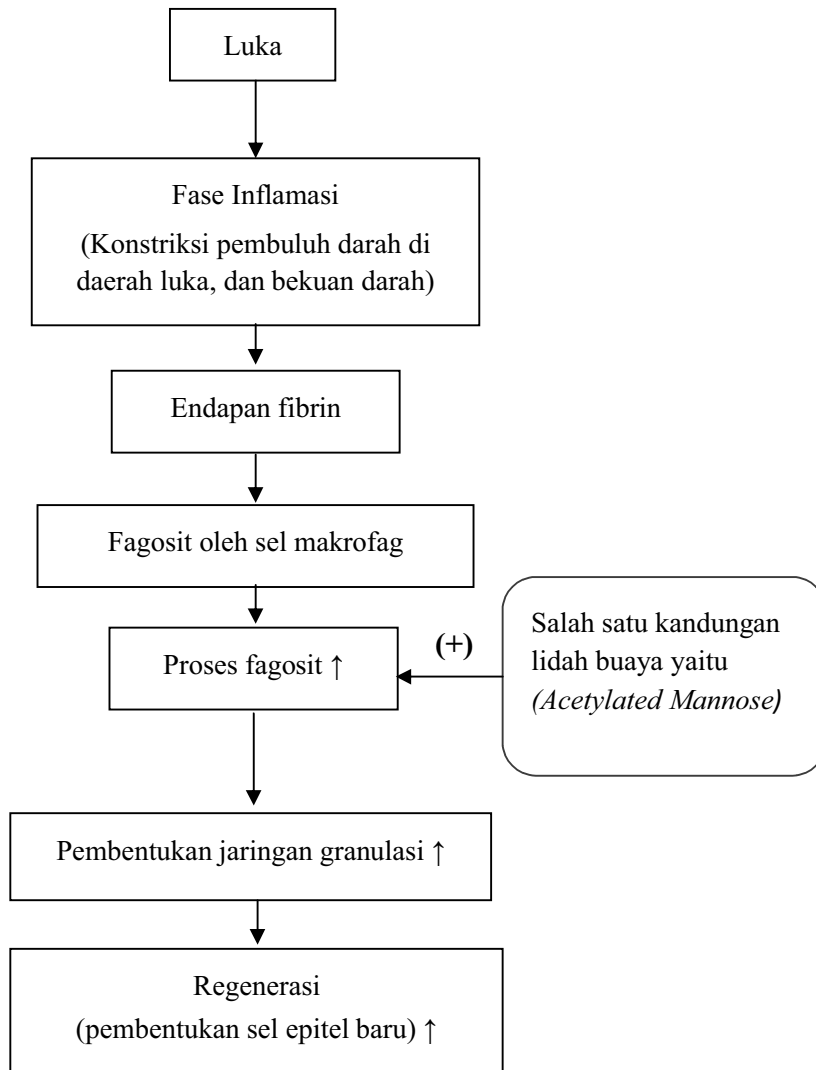 Luka
Fase Inflamasi
(Konstriksi pembuluh darah di
daerah luka, dan bekuan darah)
Endapan fibrin
Fagosit oleh sel makrofag
Proses fagosit ↑
(+)
Salah satu kandungan
lidah buaya yaitu
(Acetylated Mannose)
Pembentukan jaringan granulasi ↑
Regenerasi
(pembentukan sel epitel baru) ↑